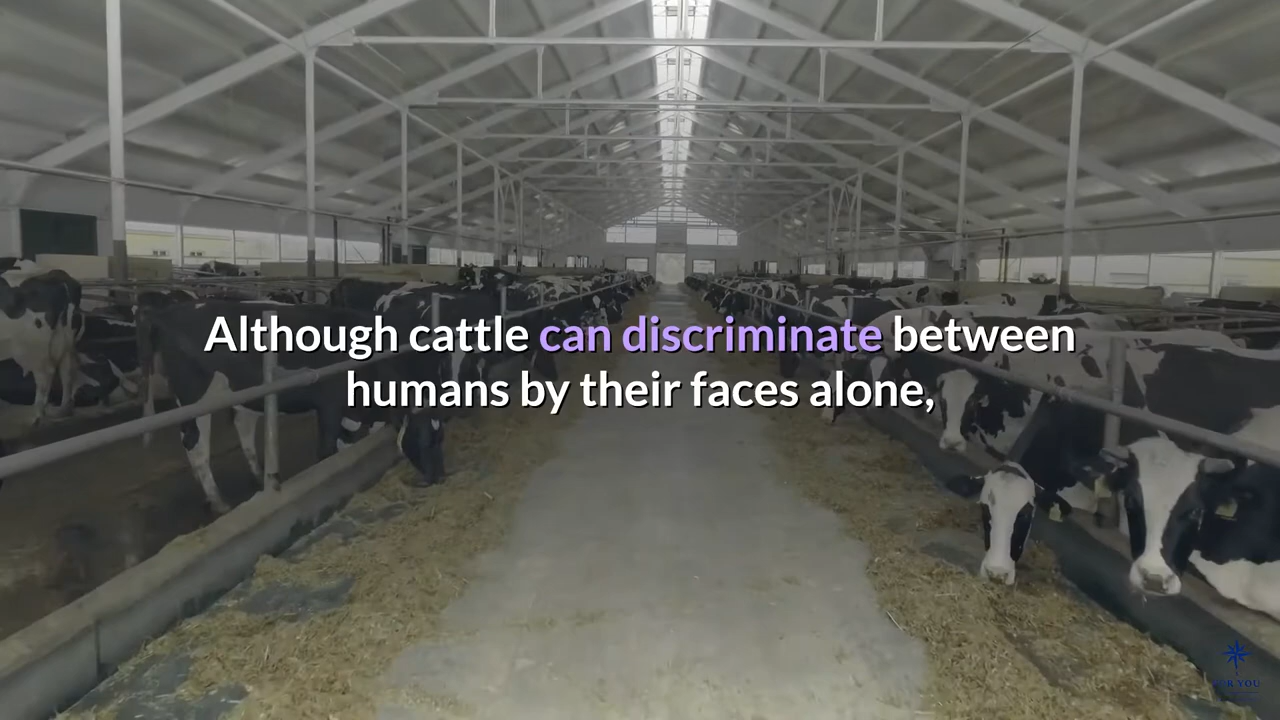 Although cattle can discriminate between
humans by their faces alone,